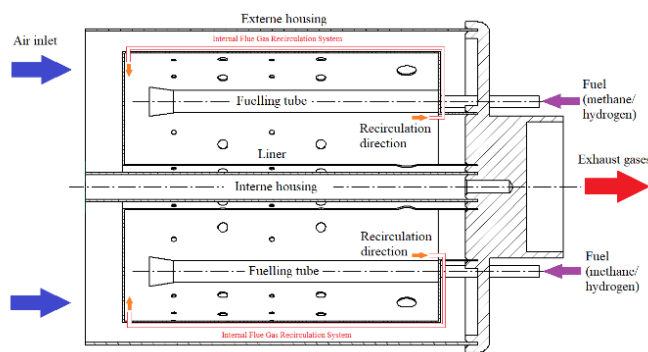 Externe housing
Air inlet
Internal Flue Gas Recirculation System
Fuelling tube
Fuel
(methane/
hydrogen)
Recirculation
direction
Liner
Exhaust gases
Interne housing
Recirculation
direction
Fuelling tube
Fuel
(methane/
hydrogen)
Internal Flue Gas Recirculation System